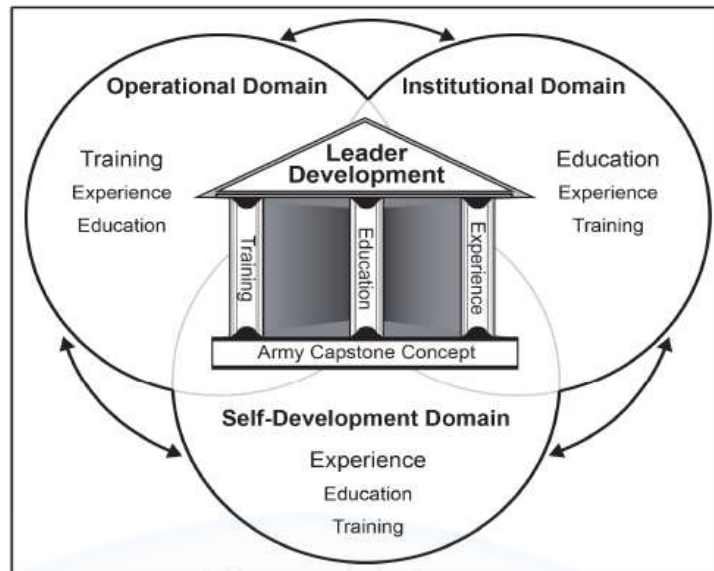 Operational Domain
Training
Experience
Education
Institutional Domain
Education
Experience
Training
Leader
Development
Training
Education
Experience
Army Capstone Concept
Self-Development Domain
Experience
Education
Training